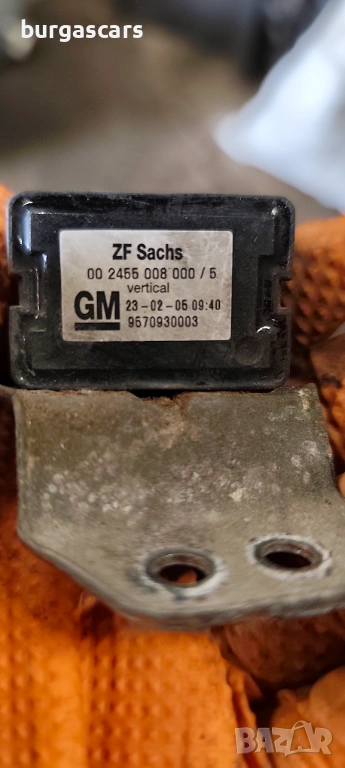 burgascars
ZF Sachs
00 2455 008 000 / 5
vertical
GM 23-02-05 09:40
9570930003
BAZAR